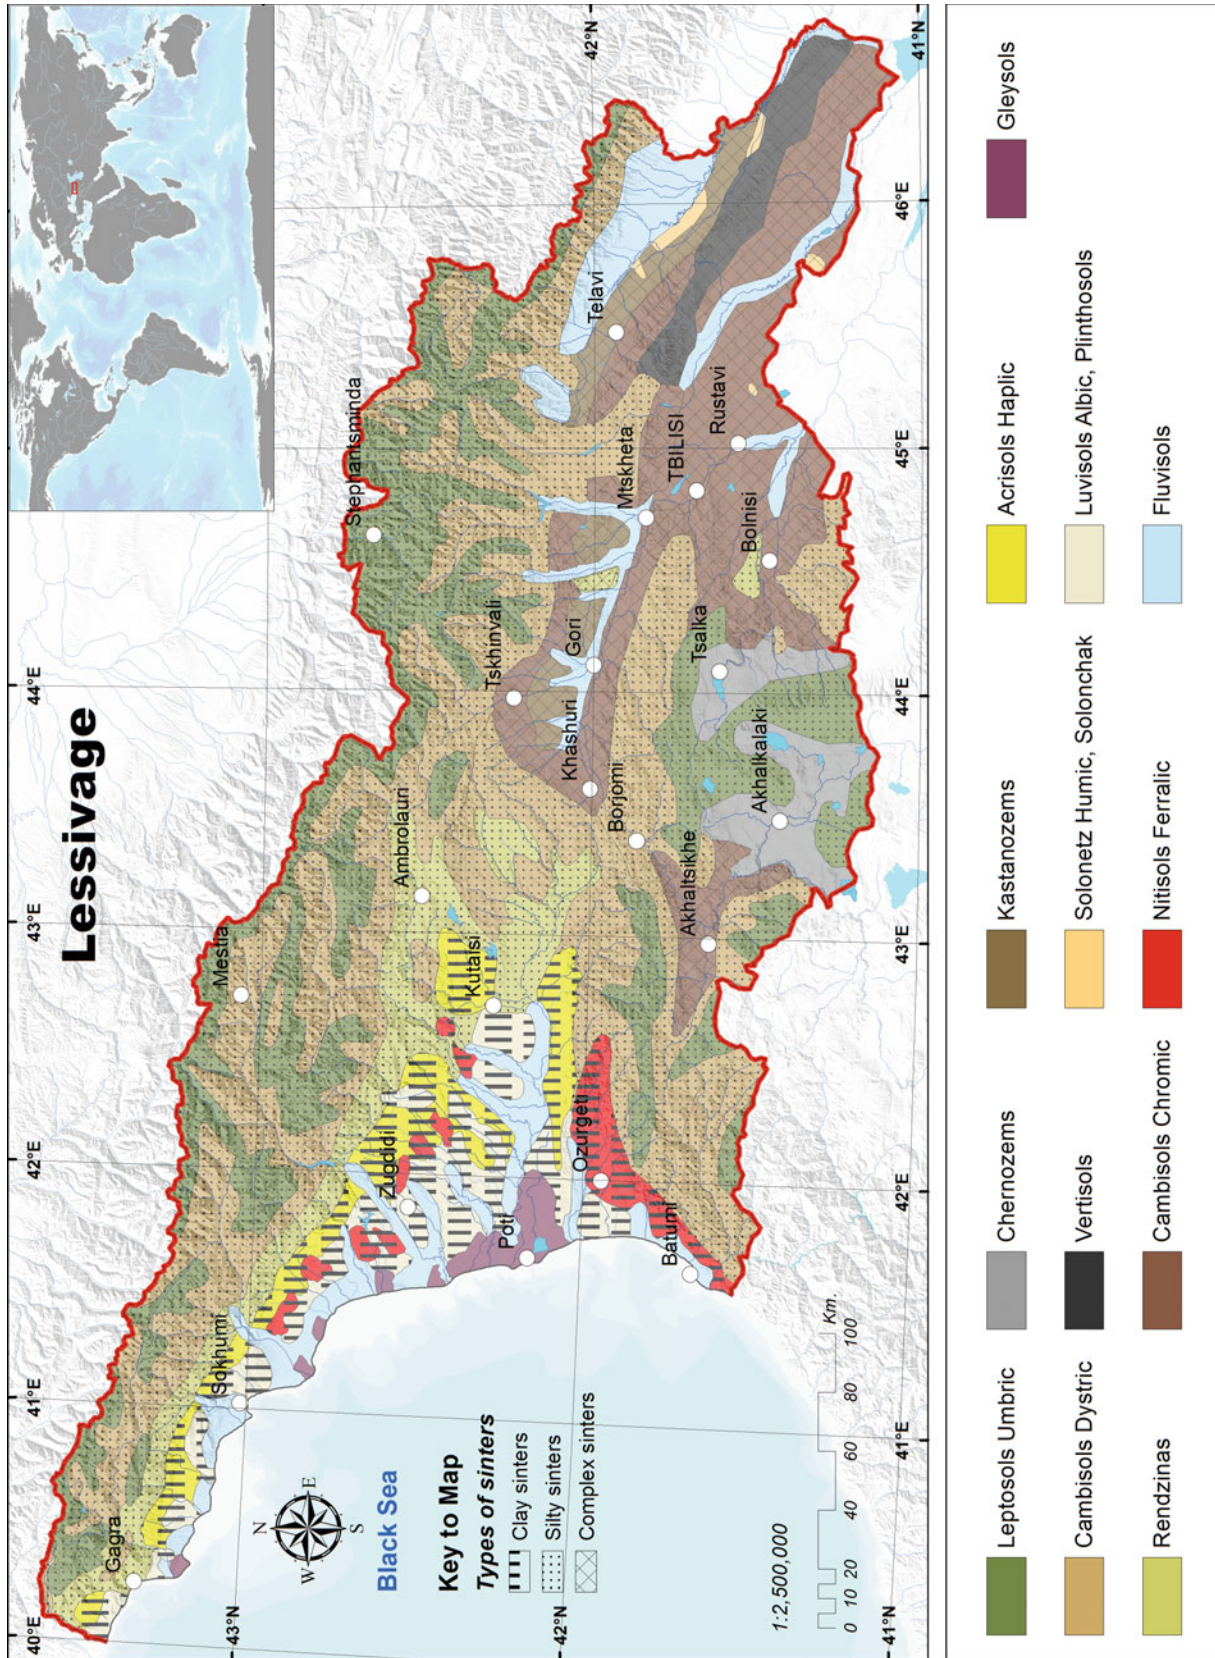 Lessivage
40°E
41°E
42°E
43°E
44°E
43°N
42°N
42°N
41°N
41°N
41°E
42°E
43°E
44°E
45°E
46°E
Gagra
Sokhumi
Mestia
Zugdidi
Ambrolauri
Kutaisi
Poti
Ozurgeti
Batumi
Stephantsminda
Tskhinvali
Gori
Khashuri
Borjomi
Akhaltsikhe
Akhalkalaki
Tsalka
Mtskheta
TBILISI
Rustavi
Bolnisi
Telavi
N
W
E
S
Black Sea
Key to Map
Types of sinters
Clay sinters
Silty sinters
Complex sinters
1:2,500,000
0 10 20 40 60 80 100
Km.
Leptosols Umbric
Chernozems
Kastanozems
Acrisols Haplic
Gleysols
Cambisols Dystric
Vertisols
Solonetz Humic, Solonchak
Luvisols Albic, Plinthosols
Rendzinas
Cambisols Chromic
Nitisols Ferralic
Fluvisols